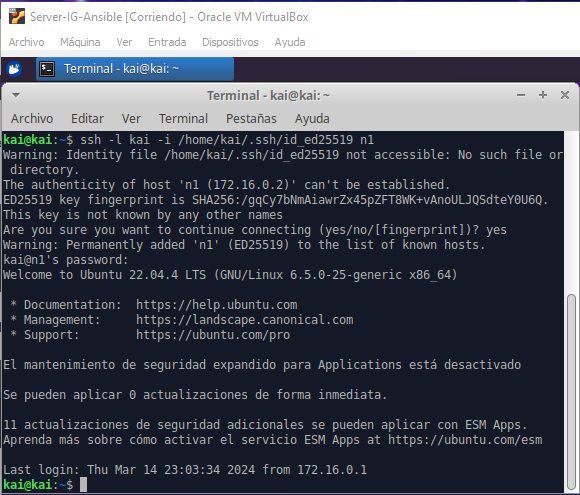 Server-IG-Ansible [Corriendo] - Oracle VM VirtualBox
Archivo Máquina Ver Entrada Dispositivos Ayuda
Terminal - kai@kai: ~
Terminal - kai@kai: ~
Archivo Editar Ver Terminal Pestañas Ayuda
kai@kai:~$ ssh -l kai -i /home/kai/.ssh/id_ed25519 n1
Warning: Identity file /home/kai/.ssh/id_ed25519 not accessible: No such file or
directory.
The authenticity of host 'n1 (172.16.0.2)' can't be established.
ED25519 key fingerprint is SHA256:/gqCy7bNmAiawrZx45pZFT8WK+vAnoULJQSdteY0U6Q.
This key is not known by any other names
Are you sure you want to continue connecting (yes/no/[fingerprint])? yes
Warning: Permanently added 'n1' (ED25519) to the list of known hosts.
kai@n1's password:
Welcome to Ubuntu 22.04.4 LTS (GNU/Linux 6.5.0-25-generic x86_64)
* Documentation: https://help.ubuntu.com
* Management: https://landscape.canonical.com
* Support: https://ubuntu.com/pro
El mantenimiento de seguridad expandido para Applications está desactivado
Se pueden aplicar 0 actualizaciones de forma inmediata.
11 actualizaciones de seguridad adicionales se pueden aplicar con ESM Apps.
Aprenda más sobre cómo activar el servicio ESM Apps at https://ubuntu.com/esm
Last login: Thu Mar 14 23:03:34 2024 from 172.16.0.1
kai@kai:~$